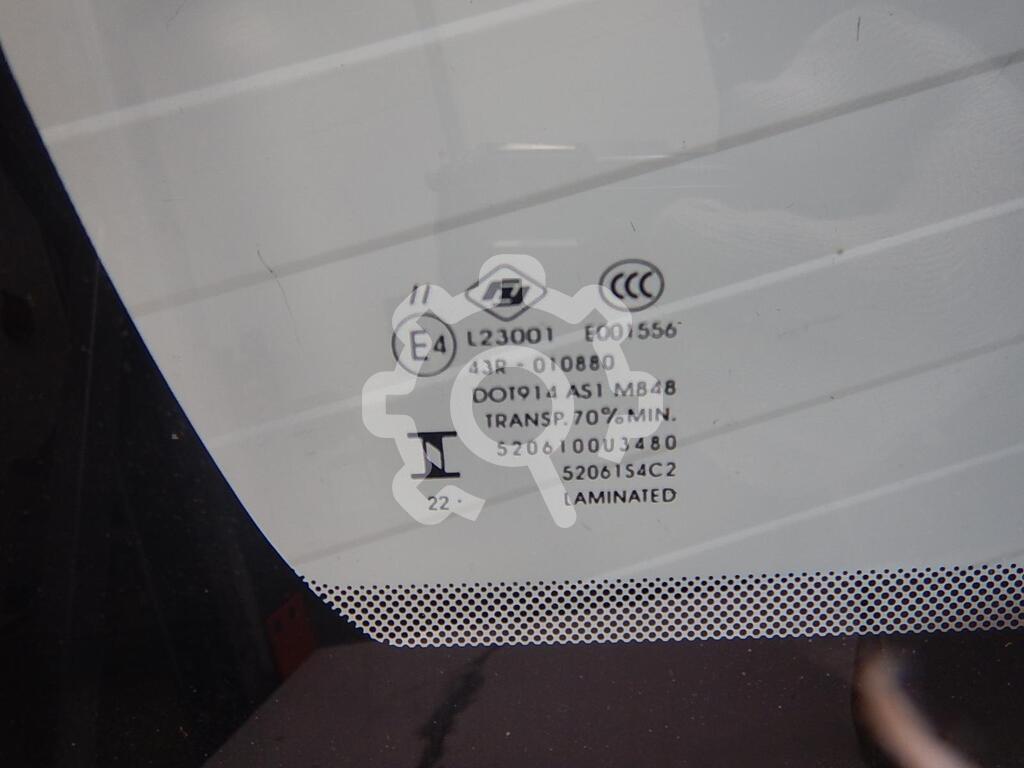 //
CCC
E4 L23001 E001556
43R - 010880
DOT914 AS1 M848
TRANSP. 70% MIN.
5206100U3480
52061S4C2
22 · LAMINATED